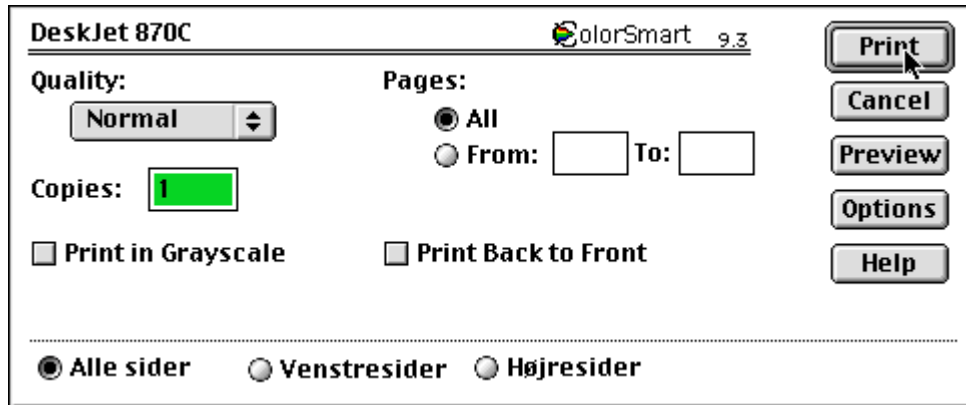 DeskJet 870C ColorSmart 9.3
Print
Quality: Pages:
Normal All
Cancel
From: To:
Preview
Copies: 1
Options
Print in Grayscale Print Back to Front
Help
Alle sider Venstresider Højresider